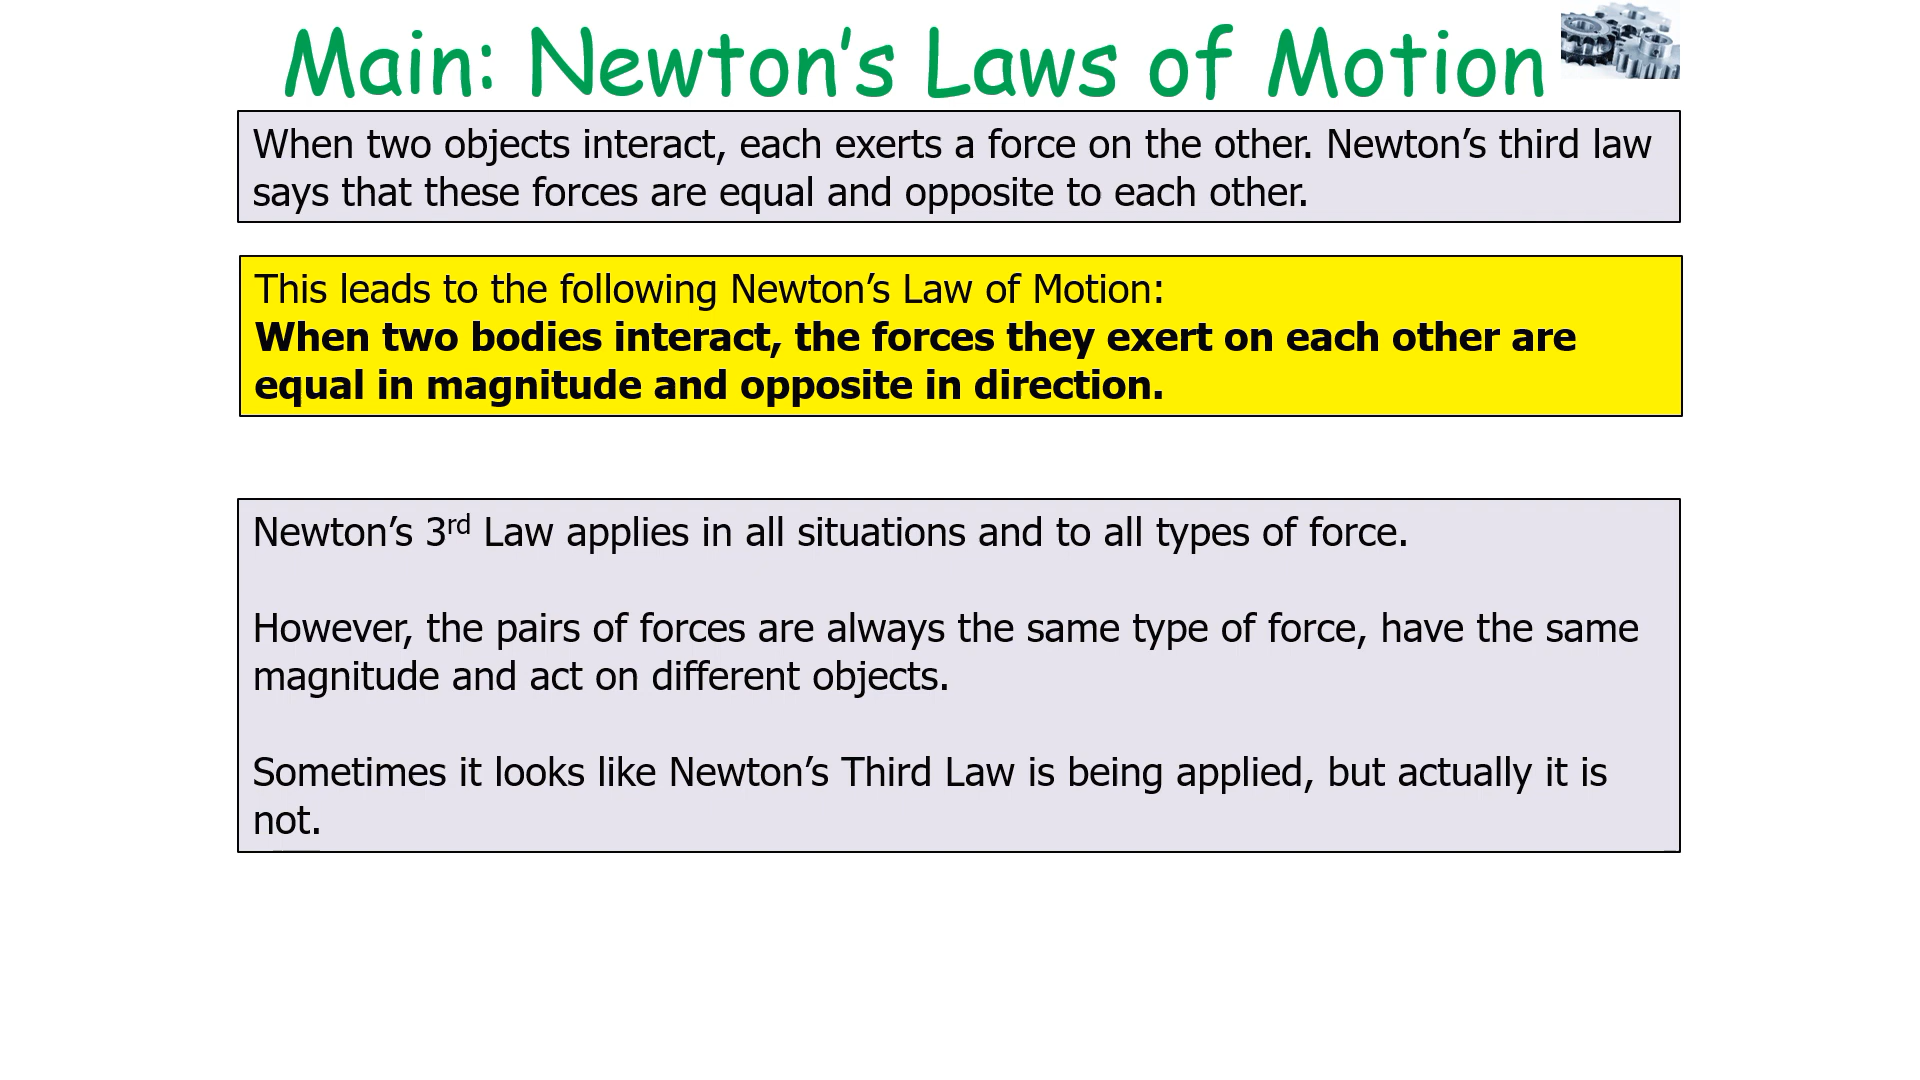 Main: Newton’s Laws of Motion
When two objects interact, each exerts a force on the other. Newton’s third law
says that these forces are equal and opposite to each other.
This leads to the following Newton’s Law of Motion:
When two bodies interact, the forces they exert on each other are
equal in magnitude and opposite in direction.
Newton’s 3rd Law applies in all situations and to all types of force.
However, the pairs of forces are always the same type of force, have the same
magnitude and act on different objects.
Sometimes it looks like Newton’s Third Law is being applied, but actually it is
not.